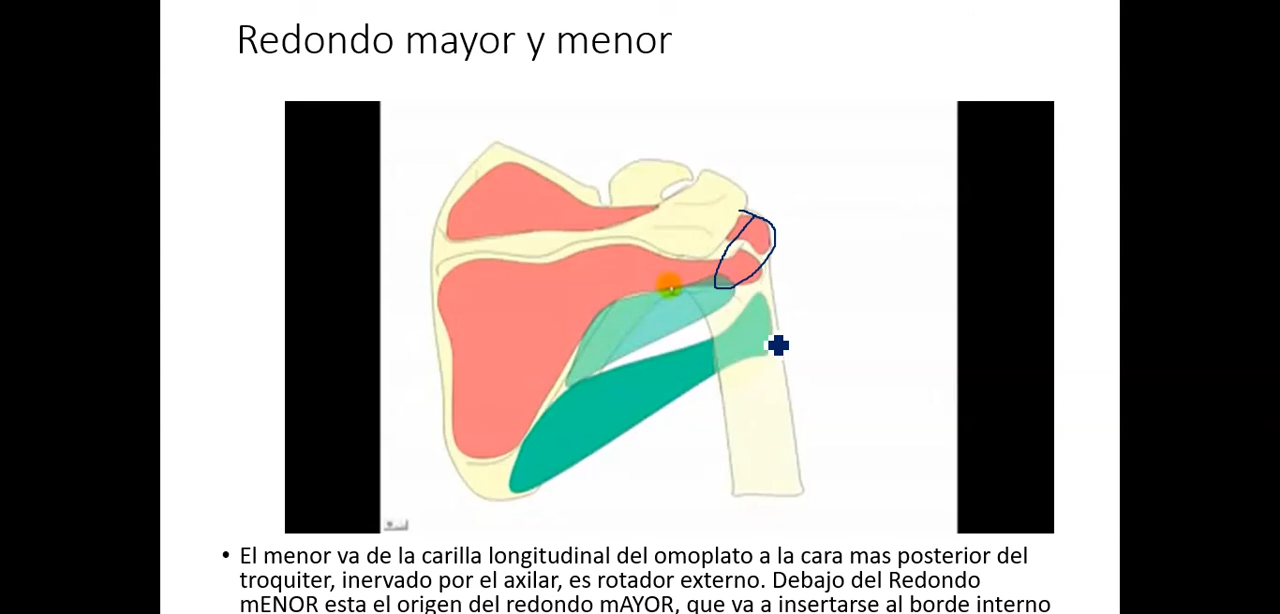 Redondo mayor y menor
• El menor va de la carilla longitudinal del omoplato a la cara mas posterior del
troquiter, inervado por el axilar, es rotador externo. Debajo del Redondo
mENOR esta el origen del redondo mAYOR, que va a insertarse al borde interno